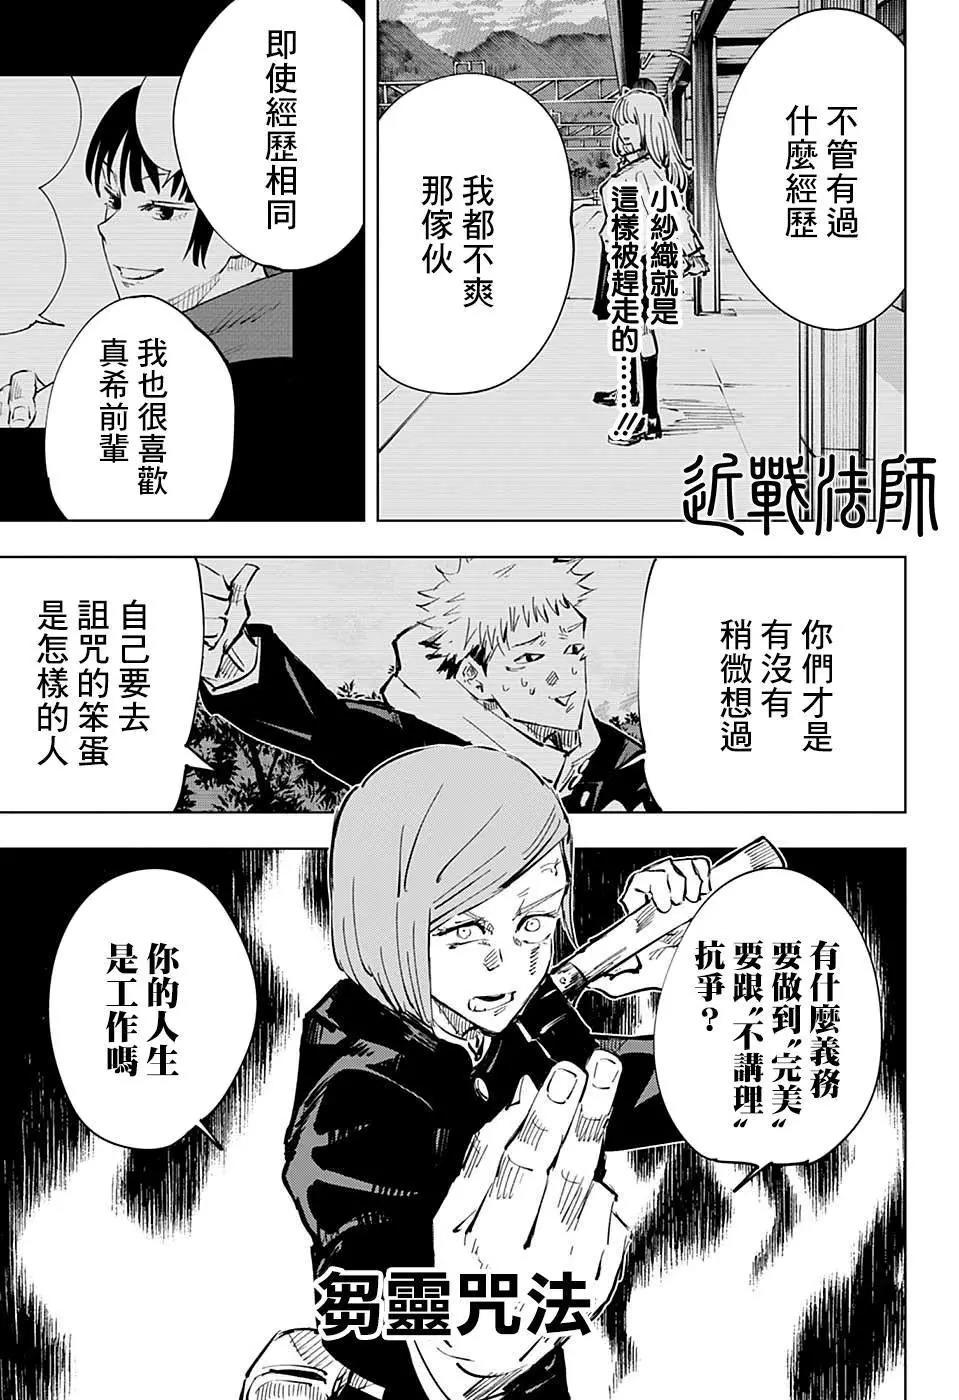 不管有過
什麼經歷
小紗織就是
這樣被趕走的……!!
我都不爽
那傢伙
即使經歷相同
我也很喜歡
真希前輩
近戰法師
你們才是
有沒有
稍微想過
自己要去
詛咒的笨蛋
是怎樣的人
有什麼義務
要做到〝完美〞
要跟〝不講理〞
抗爭？
你的人生
是工作嗎
芻靈咒法